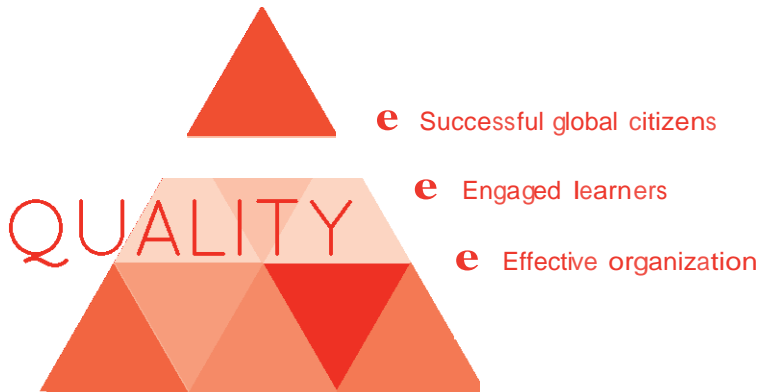 e Successful global citizens
e Engaged learners
QUALITY
e Effective organization